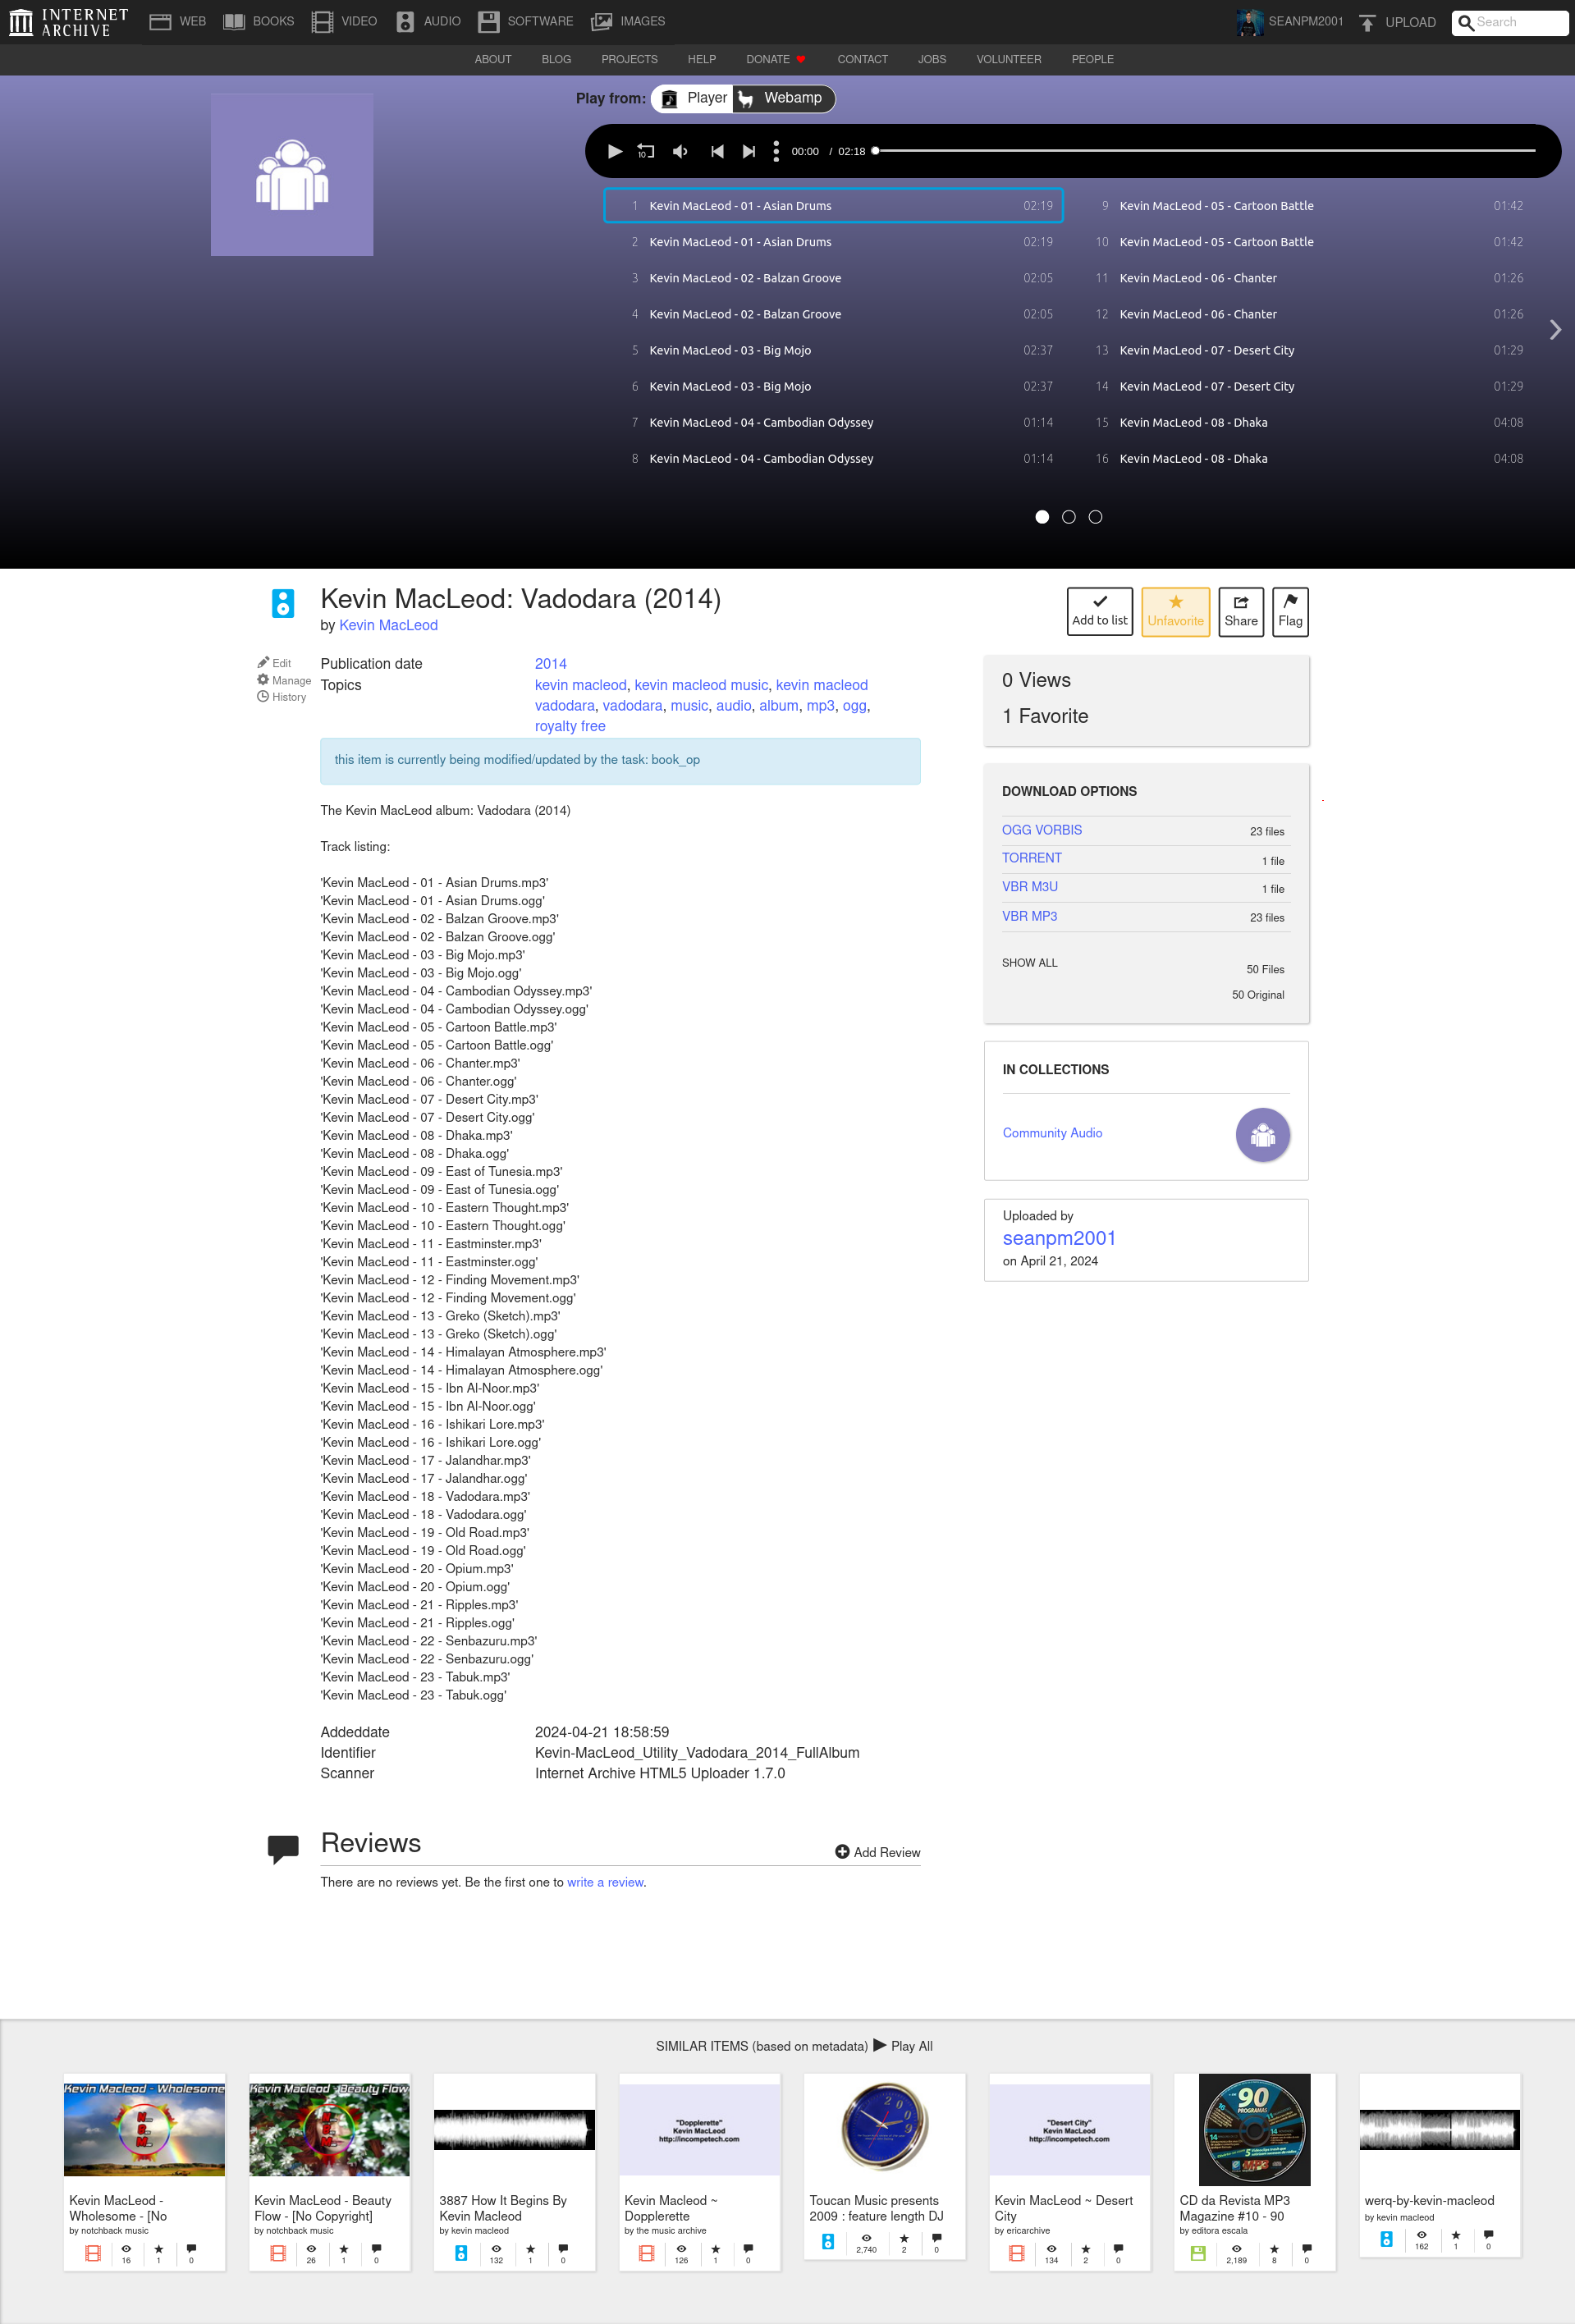 INTERNET ARCHIVE
WEB BOOKS VIDEO AUDIO SOFTWARE IMAGES SEANPM2001 UPLOAD Search
ABOUT BLOG PROJECTS HELP DONATE CONTACT JOBS VOLUNTEER PEOPLE
Play from: Player Webamp
10 00:00 / 02:18
1 Kevin MacLeod - 01 - Asian Drums 02:19
2 Kevin MacLeod - 01 - Asian Drums 02:19
3 Kevin MacLeod - 02 - Balzan Groove 02:05
4 Kevin MacLeod - 02 - Balzan Groove 02:05
5 Kevin MacLeod - 03 - Big Mojo 02:37
6 Kevin MacLeod - 03 - Big Mojo 02:37
7 Kevin MacLeod - 04 - Cambodian Odyssey 01:14
8 Kevin MacLeod - 04 - Cambodian Odyssey 01:14
9 Kevin MacLeod - 05 - Cartoon Battle 01:42
10 Kevin MacLeod - 05 - Cartoon Battle 01:42
11 Kevin MacLeod - 06 - Chanter 01:26
12 Kevin MacLeod - 06 - Chanter 01:26
13 Kevin MacLeod - 07 - Desert City 01:29
14 Kevin MacLeod - 07 - Desert City 01:29
15 Kevin MacLeod - 08 - Dhaka 04:08
16 Kevin MacLeod - 08 - Dhaka 04:08
Kevin MacLeod: Vadodara (2014)
by Kevin MacLeod
Add to list Unfavorite Share Flag
Edit
Manage
History
Publication date 2014
Topics kevin macleod, kevin macleod music, kevin macleod
vadodara, vadodara, music, audio, album, mp3, ogg,
royalty free
this item is currently being modified/updated by the task: book_op
The Kevin MacLeod album: Vadodara (2014)
Track listing:
'Kevin MacLeod - 01 - Asian Drums.mp3'
'Kevin MacLeod - 01 - Asian Drums.ogg'
'Kevin MacLeod - 02 - Balzan Groove.mp3'
'Kevin MacLeod - 02 - Balzan Groove.ogg'
'Kevin MacLeod - 03 - Big Mojo.mp3'
'Kevin MacLeod - 03 - Big Mojo.ogg'
'Kevin MacLeod - 04 - Cambodian Odyssey.mp3'
'Kevin MacLeod - 04 - Cambodian Odyssey.ogg'
'Kevin MacLeod - 05 - Cartoon Battle.mp3'
'Kevin MacLeod - 05 - Cartoon Battle.ogg'
'Kevin MacLeod - 06 - Chanter.mp3'
'Kevin MacLeod - 06 - Chanter.ogg'
'Kevin MacLeod - 07 - Desert City.mp3'
'Kevin MacLeod - 07 - Desert City.ogg'
'Kevin MacLeod - 08 - Dhaka.mp3'
'Kevin MacLeod - 08 - Dhaka.ogg'
'Kevin MacLeod - 09 - East of Tunesia.mp3'
'Kevin MacLeod - 09 - East of Tunesia.ogg'
'Kevin MacLeod - 10 - Eastern Thought.mp3'
'Kevin MacLeod - 10 - Eastern Thought.ogg'
'Kevin MacLeod - 11 - Eastminster.mp3'
'Kevin MacLeod - 11 - Eastminster.ogg'
'Kevin MacLeod - 12 - Finding Movement.mp3'
'Kevin MacLeod - 12 - Finding Movement.ogg'
'Kevin MacLeod - 13 - Greko (Sketch).mp3'
'Kevin MacLeod - 13 - Greko (Sketch).ogg'
'Kevin MacLeod - 14 - Himalayan Atmosphere.mp3'
'Kevin MacLeod - 14 - Himalayan Atmosphere.ogg'
'Kevin MacLeod - 15 - Ibn Al-Noor.mp3'
'Kevin MacLeod - 15 - Ibn Al-Noor.ogg'
'Kevin MacLeod - 16 - Ishikari Lore.mp3'
'Kevin MacLeod - 16 - Ishikari Lore.ogg'
'Kevin MacLeod - 17 - Jalandhar.mp3'
'Kevin MacLeod - 17 - Jalandhar.ogg'
'Kevin MacLeod - 18 - Vadodara.mp3'
'Kevin MacLeod - 18 - Vadodara.ogg'
'Kevin MacLeod - 19 - Old Road.mp3'
'Kevin MacLeod - 19 - Old Road.ogg'
'Kevin MacLeod - 20 - Opium.mp3'
'Kevin MacLeod - 20 - Opium.ogg'
'Kevin MacLeod - 21 - Ripples.mp3'
'Kevin MacLeod - 21 - Ripples.ogg'
'Kevin MacLeod - 22 - Senbazuru.mp3'
'Kevin MacLeod - 22 - Senbazuru.ogg'
'Kevin MacLeod - 23 - Tabuk.mp3'
'Kevin MacLeod - 23 - Tabuk.ogg'
Addeddate 2024-04-21 18:58:59
Identifier Kevin-MacLeod_Utility_Vadodara_2014_FullAlbum
Scanner Internet Archive HTML5 Uploader 1.7.0
0 Views
1 Favorite
DOWNLOAD OPTIONS
OGG VORBIS 23 files
TORRENT 1 file
VBR M3U 1 file
VBR MP3 23 files
SHOW ALL 50 Files
50 Original
IN COLLECTIONS
Community Audio
Uploaded by
seanpm2001
on April 21, 2024
Reviews Add Review
There are no reviews yet. Be the first one to write a review.
SIMILAR ITEMS (based on metadata) Play All
Kevin Macleod - Wholesome
Kevin MacLeod -
Wholesome - [No
by notchback music
16 1 0
Kevin Macleod - Beauty Flow
Kevin MacLeod - Beauty
Flow - [No Copyright]
by notchback music
26 1 0
3887 How It Begins By
Kevin Macleod
by kevin macleod
132 1 0
"Dopplerette"
Kevin MacLeod
http://incompetech.com
Kevin Macleod ~
Dopplerette
by the music archive
126 1 0
2009
Toucan Music presents
2009 : feature length DJ
2,740 2 0
"Desert City"
Kevin MacLeod
http://incompetech.com
Kevin MacLeod ~ Desert
City
by ericarchive
134 2 0
90
PROGRAMAS
MP3
CD da Revista MP3
Magazine #10 - 90
by editora escala
2,189 8 0
werq-by-kevin-macleod
by kevin macleod
162 1 0